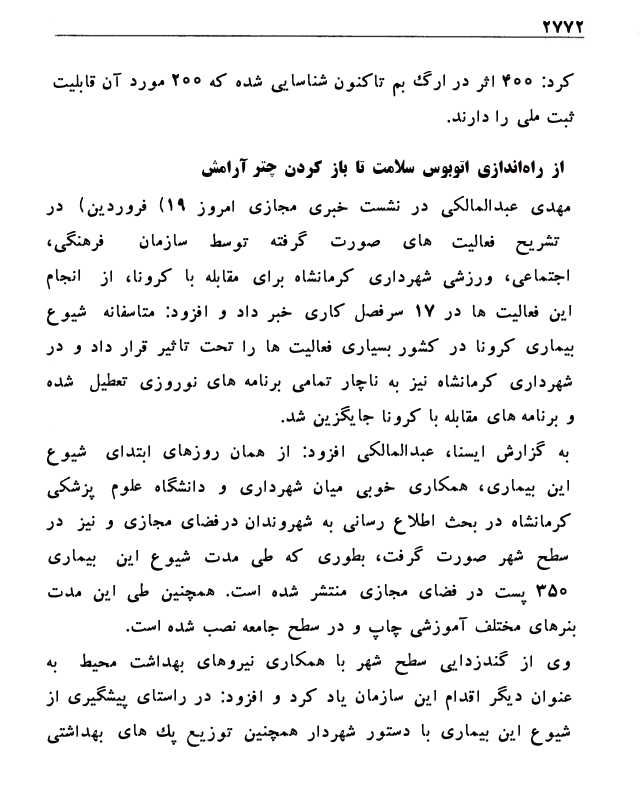 ۲۷۷۲
کرد: ۴۰۰ اثر در ارگ بم تاکنون شناسایی شده که ۲۰۰ مورد آن قابلیت
ثبت ملی را دارند.
از راه‌اندازی اتوبوس سلامت تا باز کردن چتر آرامش
مهدی عبدالمالکی در نشست خبری مجازی امروز ۱۹) فروردین) در
تشریح فعالیت های صورت گرفته توسط سازمان فرهنگی،
اجتماعی، ورزشی شهرداری کرمانشاه برای مقابله با کرونا، از انجام
این فعالیت ها در ۱۷ سرفصل کاری خبر داد و افزود: متاسفانه شیوع
بیماری کرونا در کشور بسیاری فعالیت ها را تحت تاثیر قرار داد و در
شهرداری کرمانشاه نیز به ناچار تمامی برنامه های نوروزی تعطیل شده
و برنامه های مقابله با کرونا جایگزین شد.
به گزارش ایسنا، عبدالمالکی افزود: از همان روزهای ابتدای شیوع
این بیماری، همکاری خوبی میان شهرداری و دانشگاه علوم پزشکی
کرمانشاه در بحث اطلاع رسانی به شهروندان درفضای مجازی و نیز در
سطح شهر صورت گرفت، بطوری که طی مدت شیوع این بیماری
۳۵۰ پست در فضای مجازی منتشر شده است. همچنین طی این مدت
بنرهای مختلف آموزشی چاپ و در سطح جامعه نصب شده است.
وی از گندزدایی سطح شهر با همکاری نیروهای بهداشت محیط به
عنوان دیگر اقدام این سازمان یاد کرد و افزود: در راستای پیشگیری از
شیوع این بیماری با دستور شهردار همچنین توزیع پك های بهداشتی